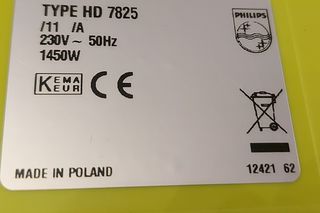 TYPE HD 7825
/11 /A
230V ~ 50Hz
1450W
PHILIPS
KEMA
KEUR CE
MADE IN POLAND
12421 62